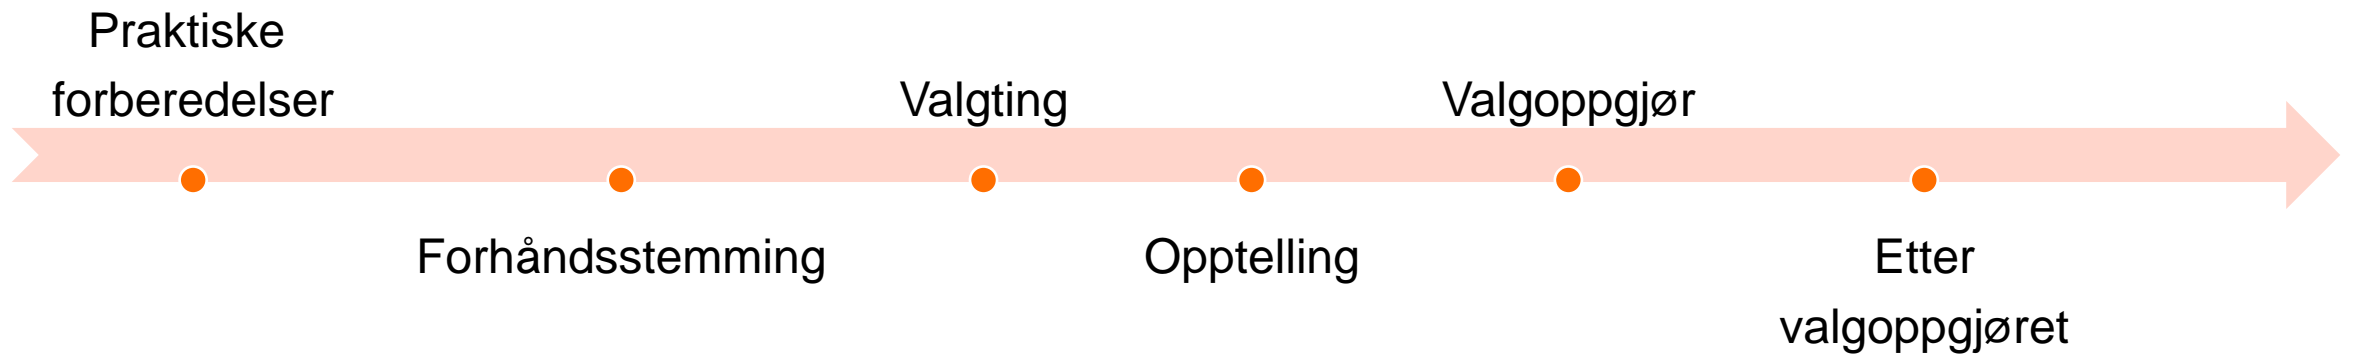 Praktiske
forberedelser
Forhåndsstemming
Valgting
Opptelling
Valgoppgjør
Etter
valgoppgjøret